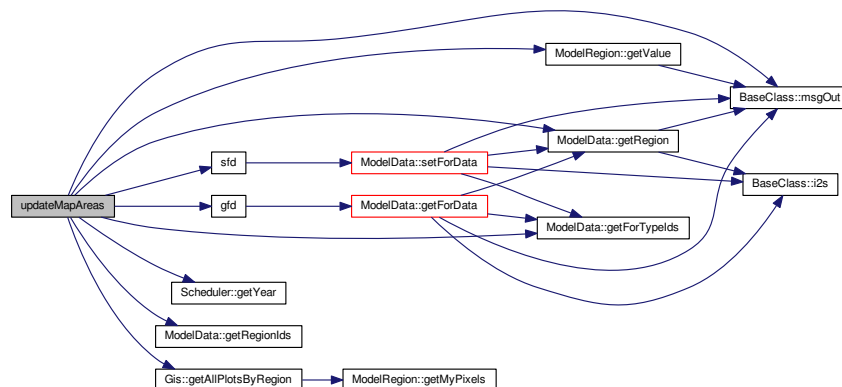 ModelRegion::getValue
BaseClass::msgOut
ModelData::getRegion
sfd
ModelData::setForData
BaseClass::i2s
updateMapAreas
gfd
ModelData::getForData
ModelData::getForTypeIds
Scheduler::getYear
ModelData::getRegionIds
Gis::getAllPlotsByRegion
ModelRegion::getMyPixels